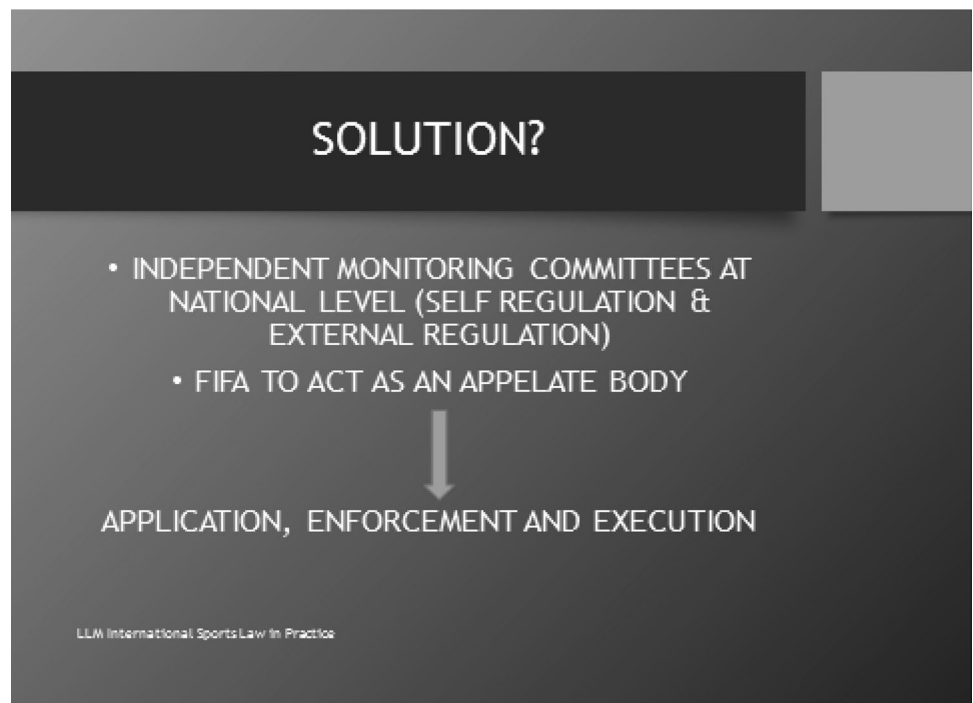 SOLUTION?
• INDEPENDENT MONITORING COMMITTEES AT
NATIONAL LEVEL (SELF REGULATION &
EXTERNAL REGULATION)
• FIFA TO ACT AS AN APPELATE BODY
APPLICATION, ENFORCEMENT AND EXECUTION
LLM International Sports Law in Practice